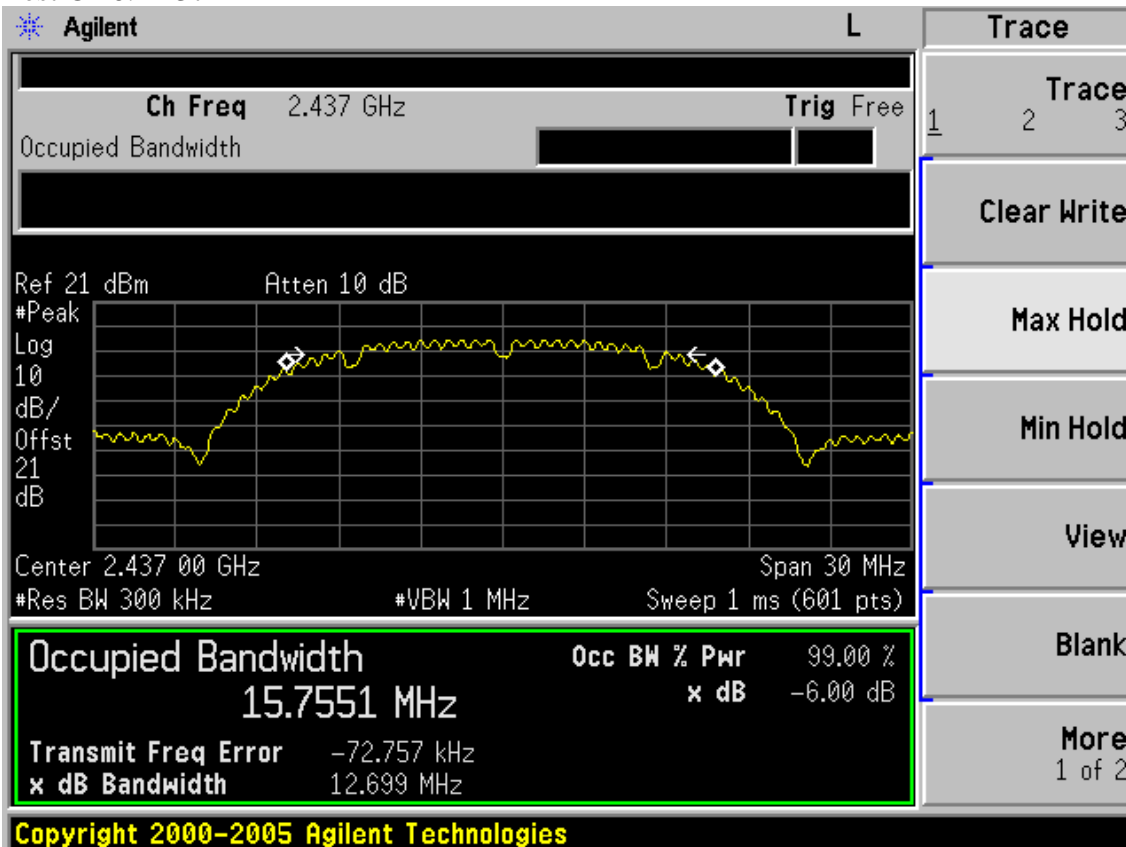 Agilent L Trace
Ch Freq 2.437 GHz Trig Free
Occupied Bandwidth
Trace
1 2 3
Clear Write
Max Hold
Min Hold
View
Blank
More
1 of 2
Ref 21 dBm Atten 10 dB
#Peak
Log
10
dB/
Offst
21
dB
Center 2.437 00 GHz Span 30 MHz
#Res BW 300 kHz #VBW 1 MHz Sweep 1 ms (601 pts)
Occupied Bandwidth Occ BW % Pwr 99.00 %
15.7551 MHz x dB -6.00 dB
Transmit Freq Error -72.757 kHz
x dB Bandwidth 12.699 MHz
Copyright 2000-2005 Agilent Technologies